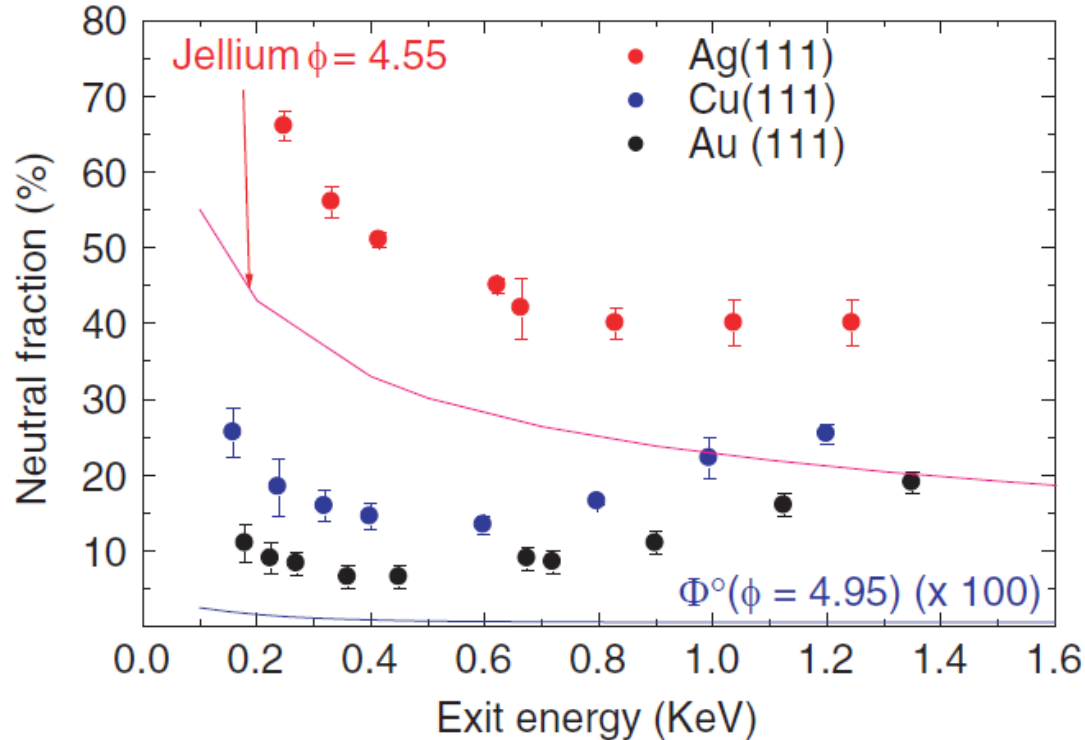 80
70
60
50
40
30
20
10
Neutral fraction (%)
Jellium ϕ = 4.55
Ag(111)
Cu(111)
Au (111)
Φ°(ϕ = 4.95) (x 100)
0.0 0.2 0.4 0.6 0.8 1.0 1.2 1.4 1.6
Exit energy (KeV)